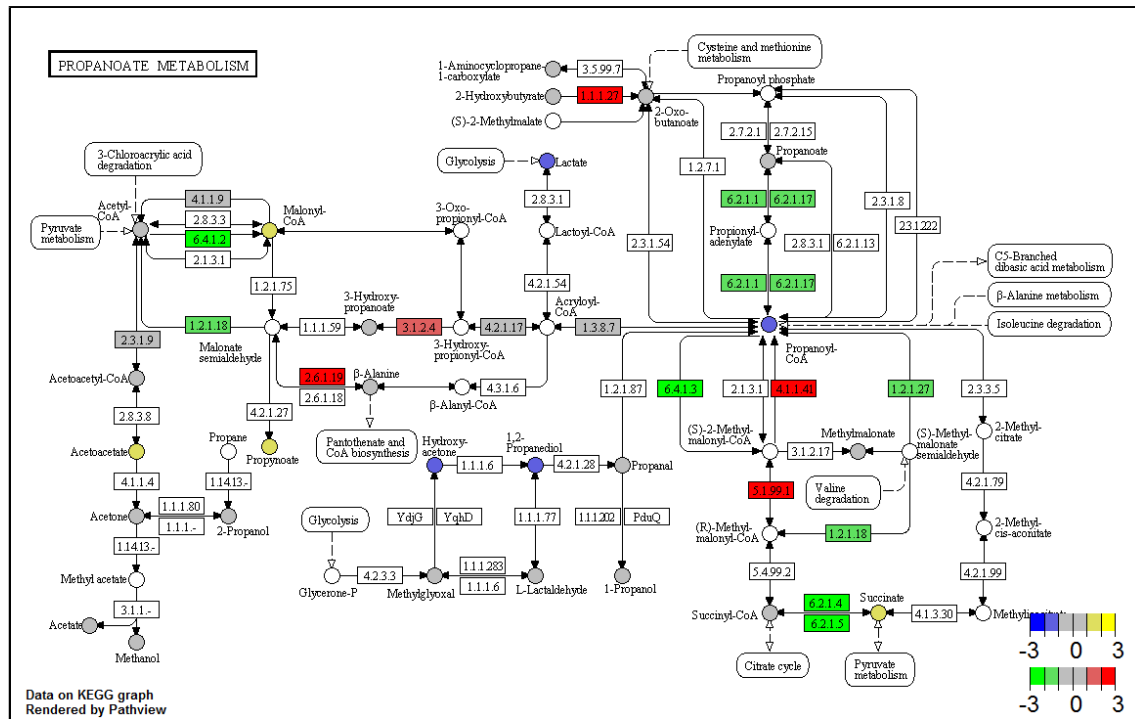 PROPANOATE METABOLISM
Cysteine and methionine
metabolism
1-Aminocyclopropane
1-carboxylate
3.5.99.7
Propanoyl phosphate
2-Hydroxybutyrate
1.1.1.27
2-Oxo-
butanoate
(S)-2-Methylmalate
2.7.2.1
2.7.2.15
3-Chloroacrylic acid
degradation
Glycolysis
Lactate
1.2.7.1
Propanoate
4.1.1.9
Acetyl-
CoA
2.8.3.3
Malonyl-
CoA
2.8.3.1
6.2.1.1
6.2.1.17
2.3.1.8
Pyruvate
metabolism
6.4.1.2
3-Oxo-
propionyl-CoA
Lactoyl-CoA
2.3.1.54
Propionyl-
adenylate
2.8.3.1
6.2.1.13
2.3.1.222
2.1.3.1
C5-Branched
dibasic acid metabolism
1.2.1.75
4.2.1.54
6.2.1.1
6.2.1.17
β-Alanine metabolism
3-Hydroxy-
propanoate
Acryloyl-
CoA
Isoleucine degradation
1.2.1.18
1.1.1.59
3.1.2.4
4.2.1.17
1.3.8.7
2.3.1.9
Malonate
semialdehyde
3-Hydroxy-
propionyl-CoA
Propanoyl-
CoA
Acetoacetyl-CoA
2.6.1.19
2.6.1.18
β-Alanine
4.3.1.6
β-Alanyl-CoA
1.2.1.87
6.4.1.3
2.1.3.1
4.1.1.41
1.2.1.27
2.3.3.5
2.8.3.8
4.2.1.27
Propane
Pantothenate and
CoA biosynthesis
Hydroxy-
acetone
1,2-
Propanediol
(S)-2-Methyl-
malonyl-CoA
Methylmalonate
(S)-Methyl-
malonate
semialdehyde
2-Methyl-
citrate
Acetoacetate
Propynoate
1.1.1.6
4.2.1.28
Propanal
3.1.2.17
4.1.1.4
1.14.13.-
5.1.99.1
Valine
degradation
4.2.1.79
Acetone
1.1.1.80
1.1.1.-
2-Propanol
Glycolysis
YdjG
YqhD
1.1.1.77
1.1.1.202
PduQ
(R)-Methyl-
malonyl-CoA
1.2.1.18
2-Methyl-
cis-aconitate
1.14.13.-
Methyl acetate
4.2.3.3
1.1.1.283
1.1.1.6
5.4.99.2
4.2.1.99
Glycerone-P
Methylglyoxal
L-Lactaldehyde
1-Propanol
3.1.1.-
6.2.1.4
6.2.1.5
Succinyl-CoA
Succinate
4.1.3.30
Acetate
Methanol
Citrate cycle
Pyruvate
metabolism
-3 0 3
-3 0 3
Data on KEGG graph
Rendered by Pathview